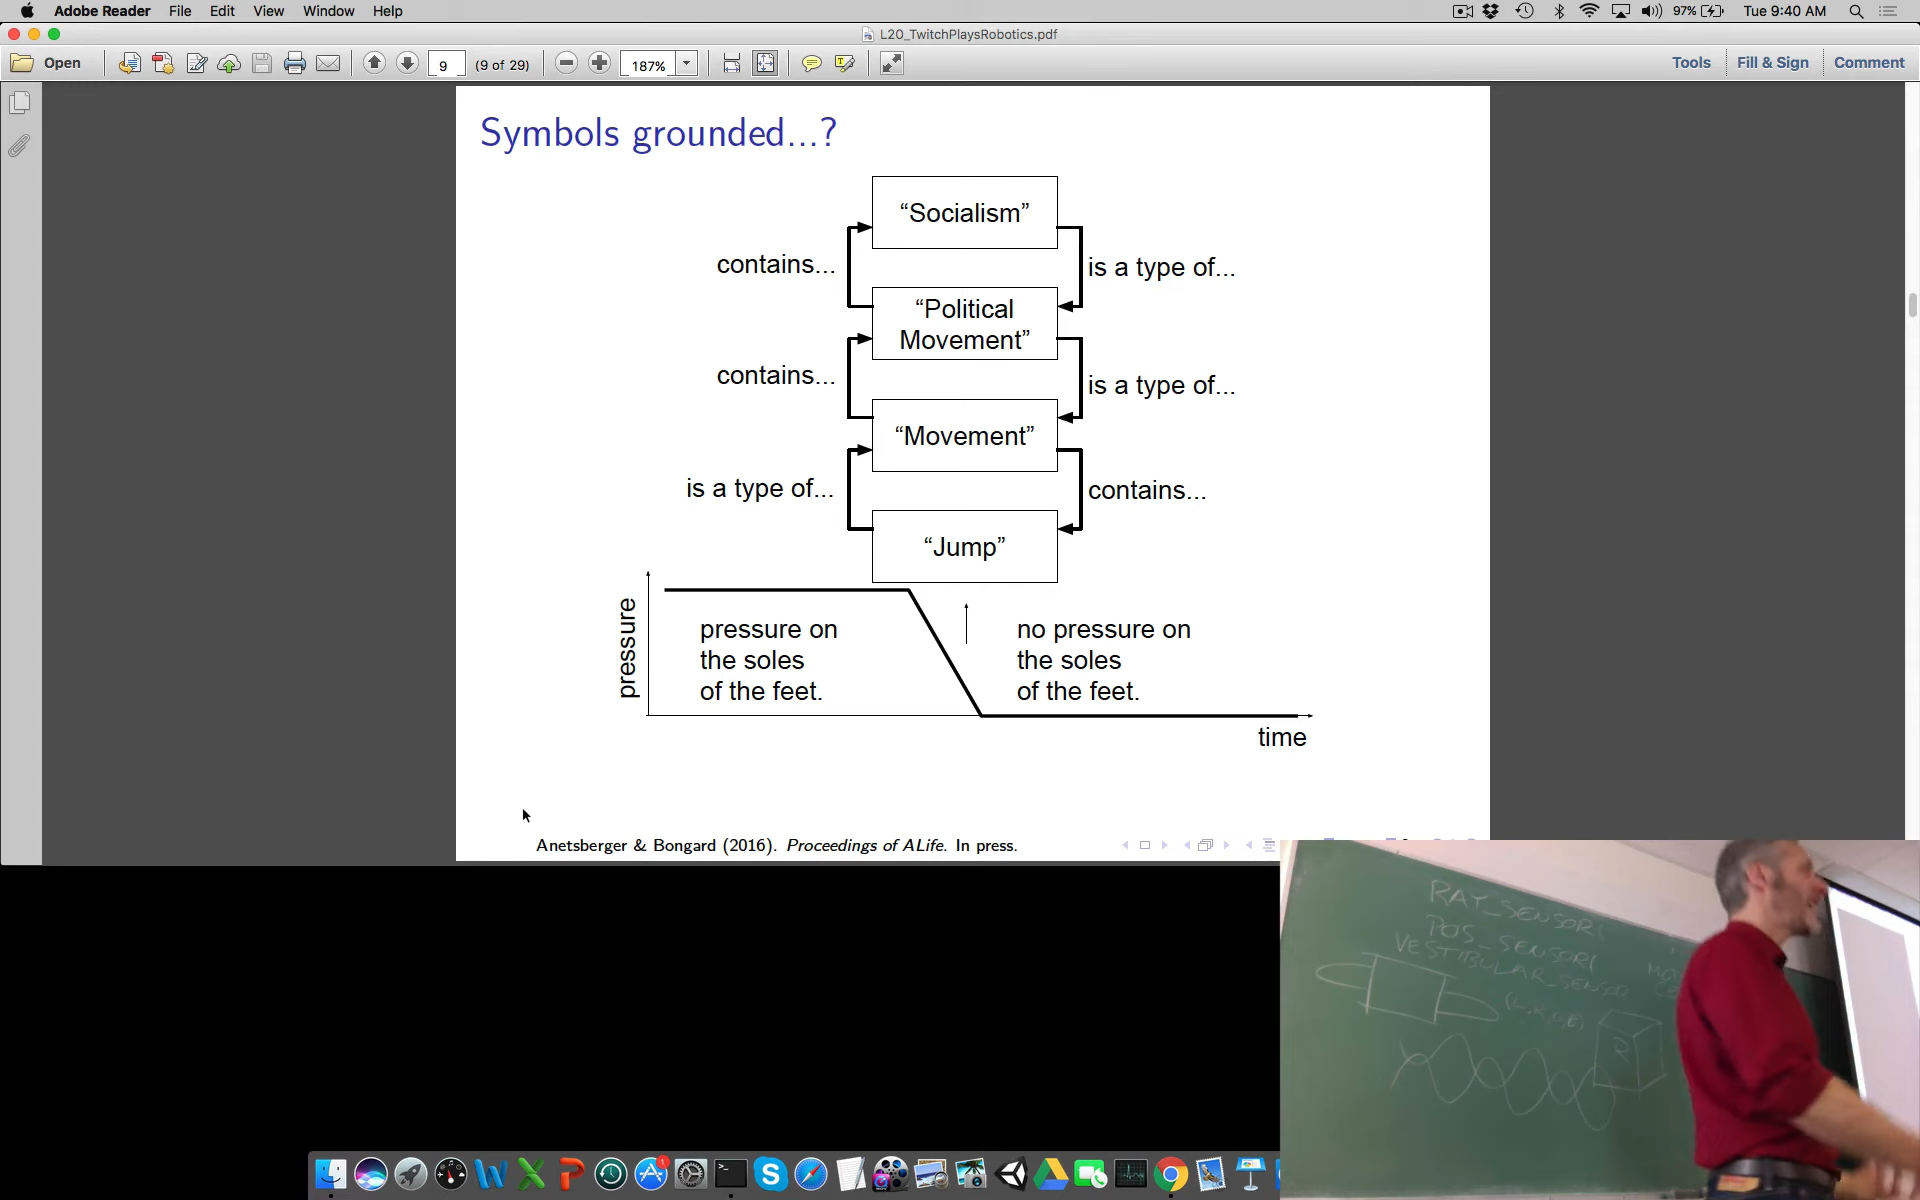 Adobe Reader File Edit View Window Help 97% Tue 9:40 AM
L20_TwitchPlaysRobotics.pdf
Open 9 (9 of 29) 187% Tools Fill & Sign Comment
Symbols grounded...?
“Socialism”
contains... is a type of...
“Political
Movement”
contains... is a type of...
“Movement”
is a type of... contains...
“Jump”
pressure
pressure on no pressure on
the soles the soles
of the feet. of the feet.
time
Anetsberger & Bongard (2016). Proceedings of ALife. In press.
RAY_SENSOR(
POS_SENSOR(
VESTIBULAR_SENSOR
R